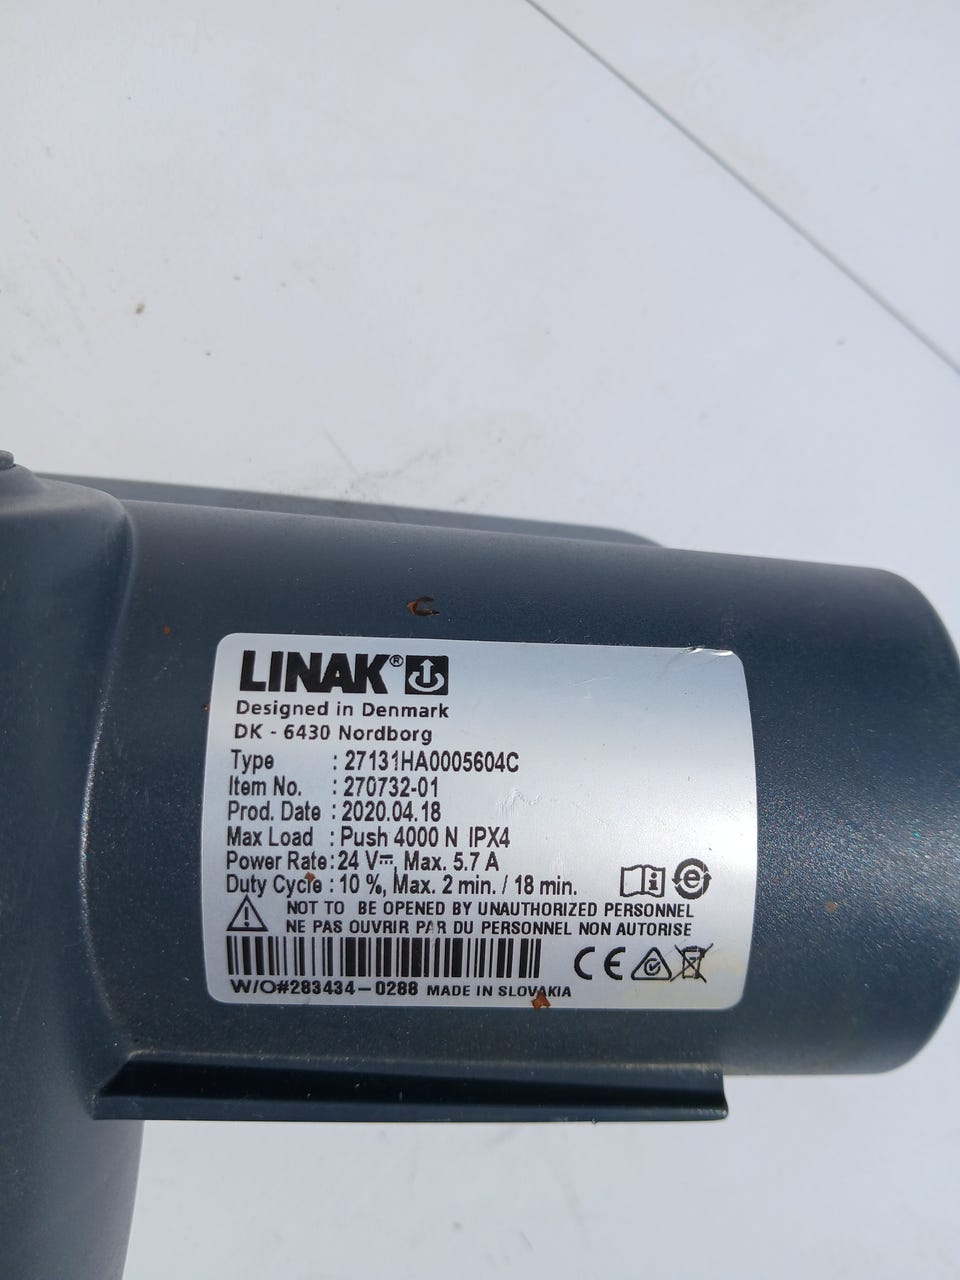 LINAK®
Designed in Denmark
DK - 6430 Nordborg
Type : 27131HA0005604C
Item No. : 270732-01
Prod. Date : 2020.04.18
Max Load : Push 4000 N IPX4
Power Rate : 24 V⎓, Max. 5.7 A
Duty Cycle : 10 %, Max. 2 min. / 18 min.
NOT TO BE OPENED BY UNAUTHORIZED PERSONNEL
NE PAS OUVRIR PAR DU PERSONNEL NON AUTORISE
CE
W/O#283434-0288 MADE IN SLOVAKIA